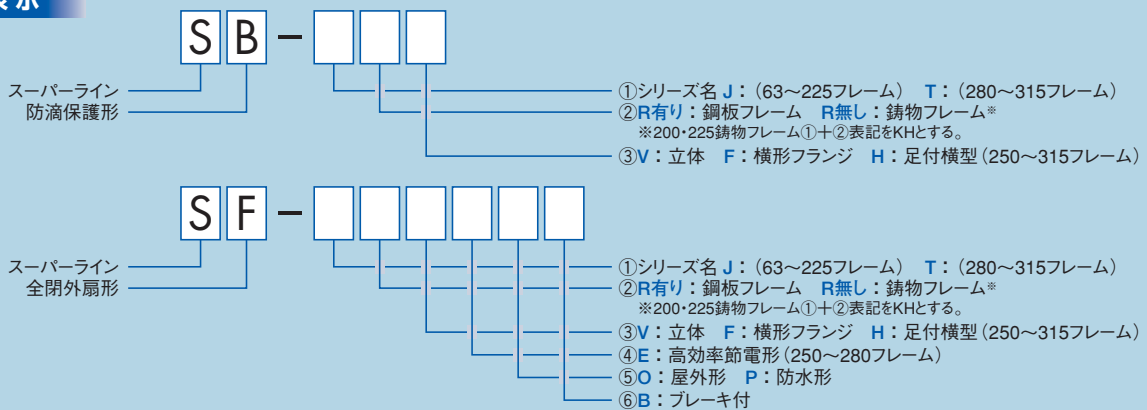 表示
SB－
スーパーライン
防滴保護形
①シリーズ名 J：（63～225フレーム） T：（280～315フレーム）
②R有り：鋼板フレーム R無し：鋳物フレーム※
※200・225鋳物フレーム①＋②表記をKHとする。
③V：立体 F：横形フランジ H：足付横型（250～315フレーム）
SF－
スーパーライン
全閉外扇形
①シリーズ名 J：（63～225フレーム） T：（280～315フレーム）
②R有り：鋼板フレーム R無し：鋳物フレーム※
※200・225鋳物フレーム①＋②表記をKHとする。
③V：立体 F：横形フランジ H：足付横型（250～315フレーム）
④E：高効率節電形（250～280フレーム）
⑤O：屋外形 P：防水形
⑥B：ブレーキ付